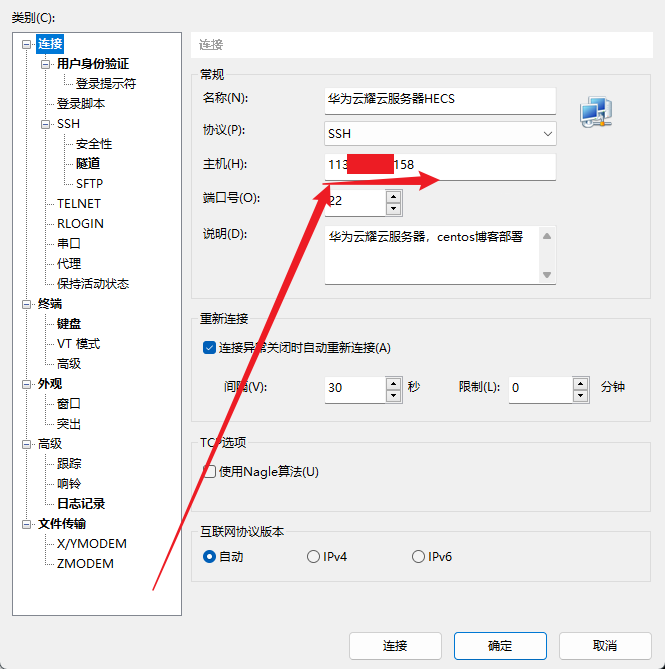 类别(C):
连接
用户身份验证
登录提示符
登录脚本
SSH
安全性
隧道
SFTP
TELNET
RLOGIN
串口
代理
保持活动状态
终端
键盘
VT 模式
高级
外观
窗口
突出
高级
跟踪
响铃
日志记录
文件传输
X/YMODEM
ZMODEM
连接
常规
名称(N):
华为云耀云服务器HECS
协议(P):
SSH
主机(H):
113 158
端口号(O):
22
说明(D):
华为云耀云服务器，centos博客部署
重新连接
连接异常关闭时自动重新连接(A)
间隔(V):
30
秒
限制(L):
0
分钟
TCP选项
使用Nagle算法(U)
互联网协议版本
自动
IPv4
IPv6
连接
确定
取消